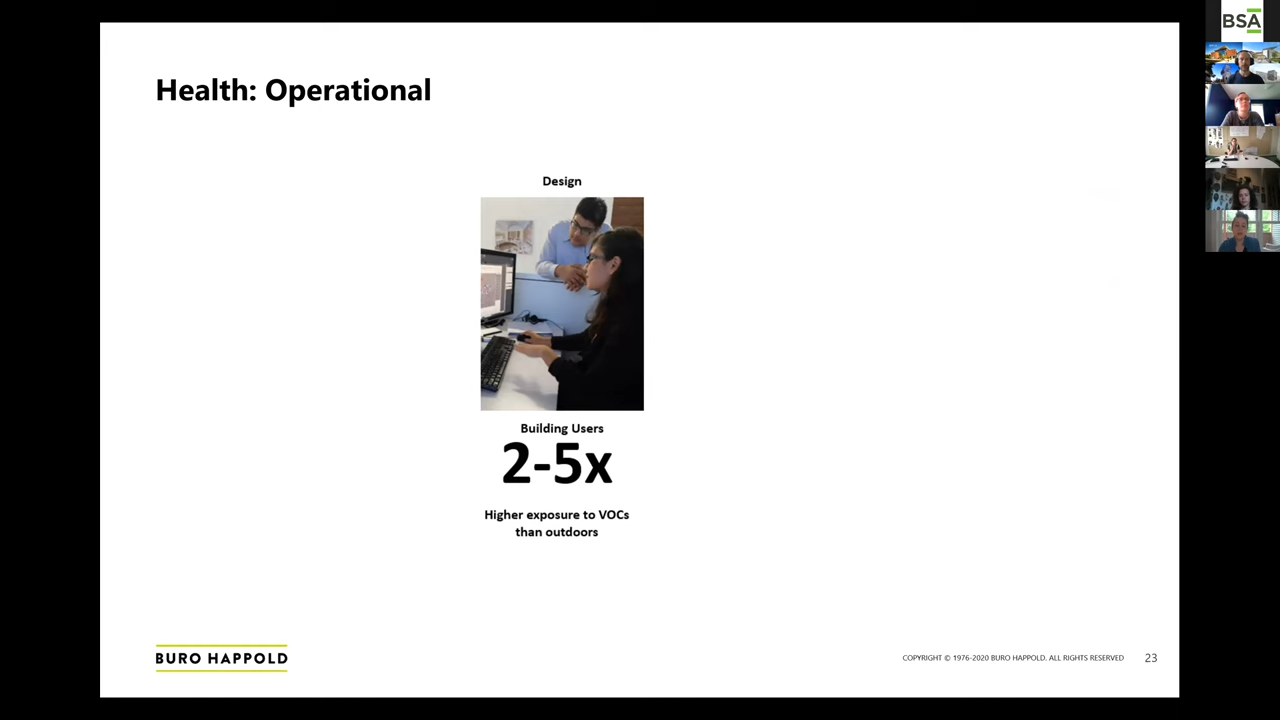 BSA
Health: Operational
Design
Building Users
2-5x
Higher exposure to VOCs
than outdoors
BURO HAPPOLD
COPYRIGHT © 1976-2020 BURO HAPPOLD. ALL RIGHTS RESERVED
23